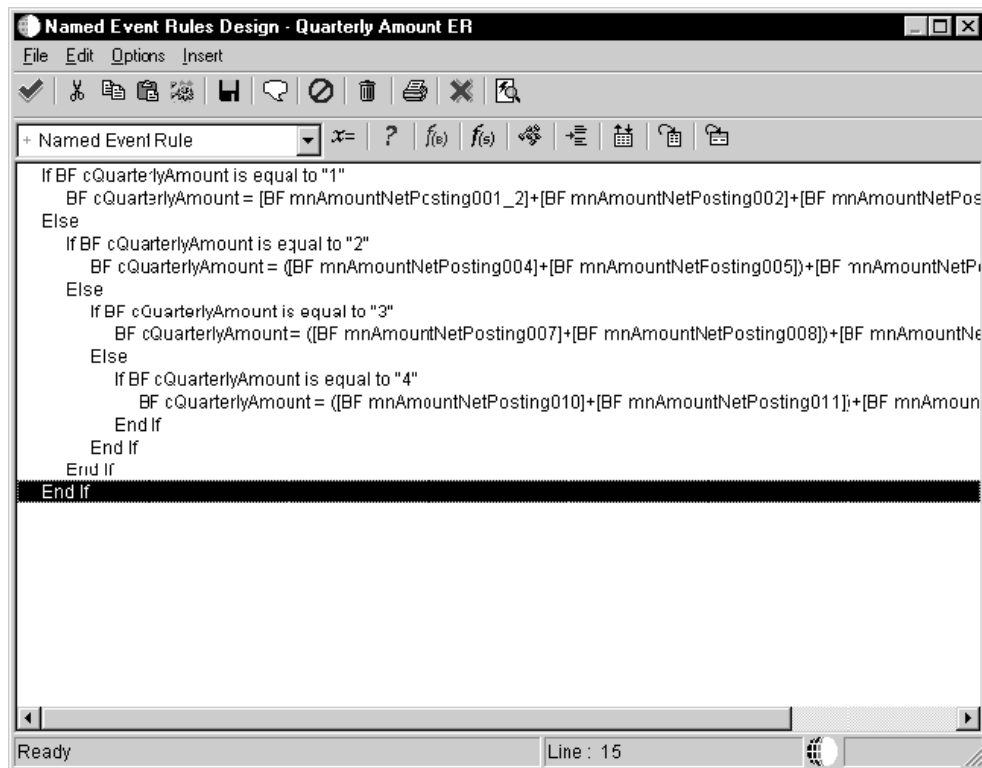 Named Event Rules Design - Quarterly Amount ER
File Edit Options Insert
x= ? f(B) f(S)
+ Named Event Rule
If BF cQuarterlyAmount is equal to "1"
BF cQuarterlyAmount = [BF mnAmountNetPosting001_2]+[BF mnAmountNetPosting002]+[BF mnAmountNetPos
Else
If BF cQuarterlyAmount is equal to "2"
BF cQuarterlyAmount = ([BF mnAmountNetPosting004]+[BF mnAmountNetPosting005])+[BF mnAmountNetP
Else
If BF cQuarterlyAmount is equal to "3"
BF cQuarterlyAmount = ([BF mnAmountNetPosting007]+[BF mnAmountNetPosting008])+[BF mnAmountNe
Else
If BF cQuarterlyAmount is equal to "4"
BF cQuarterlyAmount = ([BF mnAmountNetPosting010]+[BF mnAmountNetPosting011])+[BF mnAmoun
End If
End If
End If
End If
Ready Line : 15